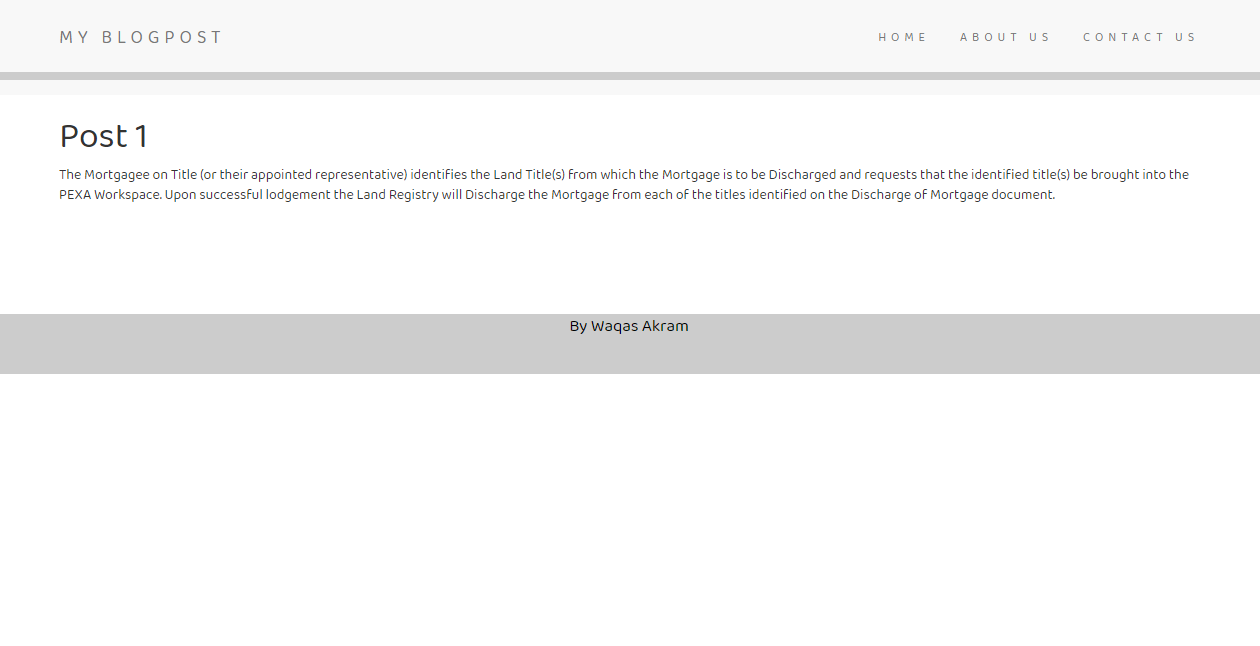 MY BLOGPOST
HOME ABOUT US CONTACT US
Post 1
The Mortgagee on Title (or their appointed representative) identifies the Land Title(s) from which the Mortgage is to be Discharged and requests that the identified title(s) be brought into the
PEXA Workspace. Upon successful lodgement the Land Registry will Discharge the Mortgage from each of the titles identified on the Discharge of Mortgage document.
By Waqas Akram